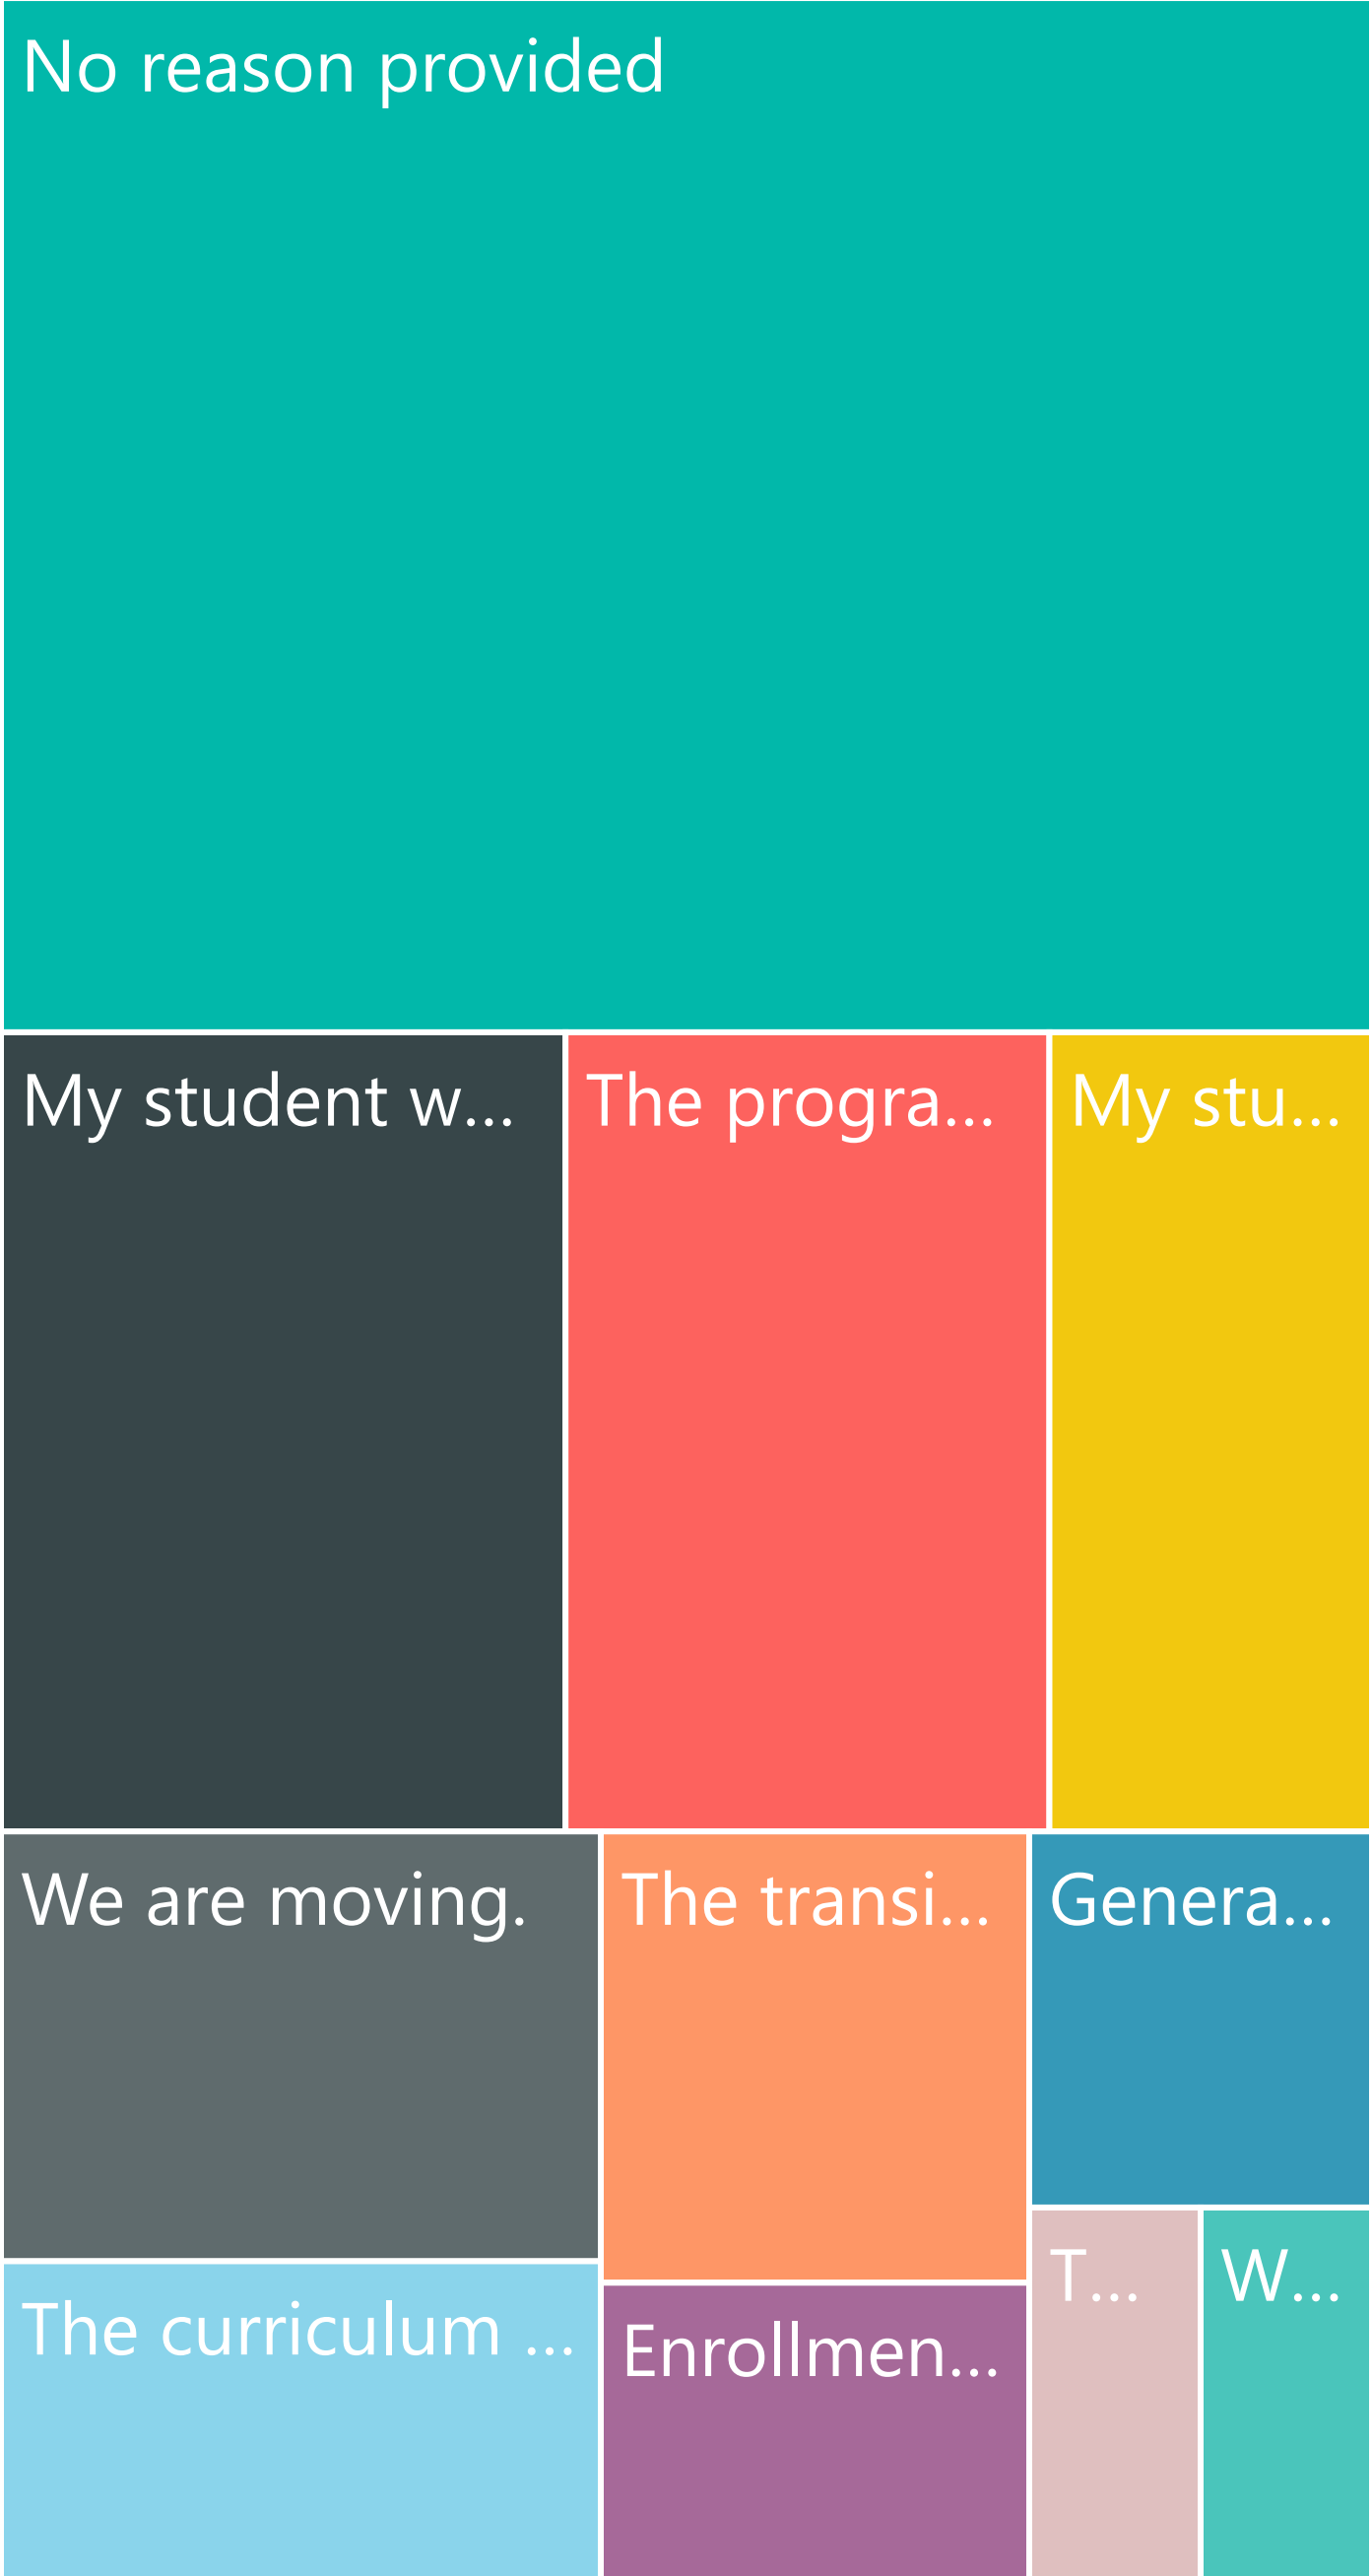 No reason provided
My student w...
The progra...
My stu...
We are moving.
The transi...
Genera...
The curriculum ...
Enrollmen...
T...
W...